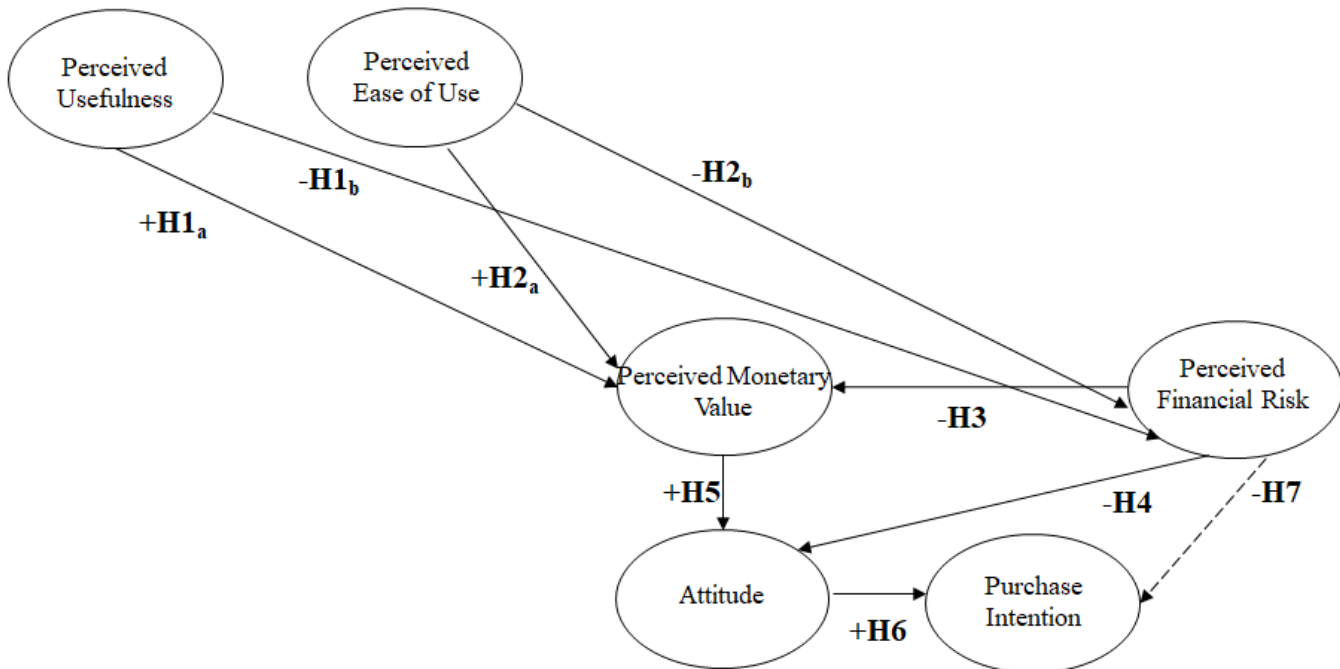 Perceived
Usefulness
Perceived
Ease of Use
-H1b
-H2b
+H1a
+H2a
Perceived Monetary
Value
Perceived
Financial Risk
-H3
+H5
-H4
-H7
Attitude
Purchase
Intention
+H6